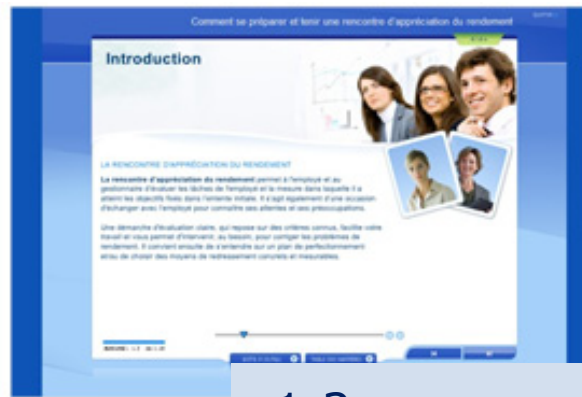 Comment se préparer et tenir une rencontre d'appréciation du rendement
Introduction
LA RENCONTRE D'APPRÉCIATION DU RENDEMENT
La rencontre d'appréciation du rendement permet à l'employé et au
gestionnaire d'évaluer les tâches de l'employé et la mesure dans laquelle il a
atteint les objectifs fixés dans l'entente initiale. Il s'agit également d'une occasion
d'échanger avec l'employé pour connaître ses attentes et ses préoccupations.
Une démarche d'évaluation claire, qui repose sur des critères connus, facilite votre
travail et vous permet d'intervenir, au besoin, pour corriger les problèmes de
rendement. Il convient ensuite de s'entendre sur un plan de perfectionnement
et/ou de choisir des moyens de redressement concrets et mesurables.
BOÎTE À OUTILS
TABLE DES MATIÈRES